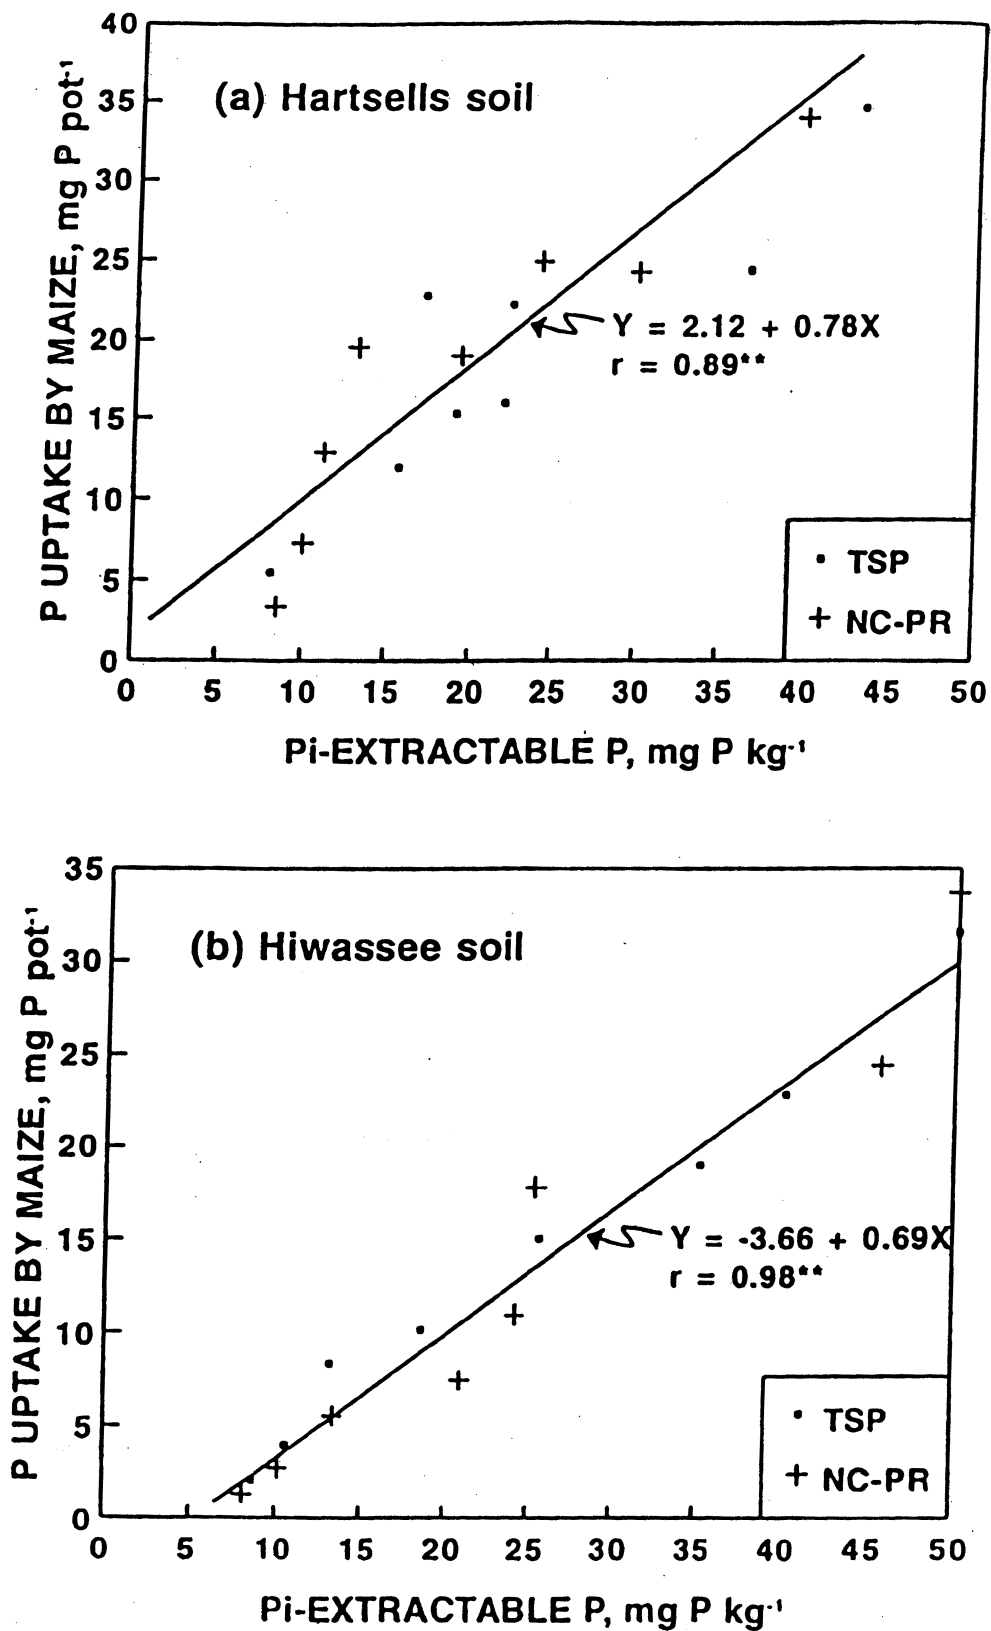 40
35
30
25
20
15
10
5
0
P UPTAKE BY MAIZE, mg P pot⁻¹
(a) Hartsells soil
Y = 2.12 + 0.78X
r = 0.89**
TSP
NC-PR
0 5 10 15 20 25 30 35 40 45 50
Pi-EXTRACTABLE P, mg P kg⁻¹
35
30
25
20
15
10
5
0
P UPTAKE BY MAIZE, mg P pot⁻¹
(b) Hiwassee soil
Y = -3.66 + 0.69X
r = 0.98**
TSP
NC-PR
0 5 10 15 20 25 30 35 40 45 50
Pi-EXTRACTABLE P, mg P kg⁻¹